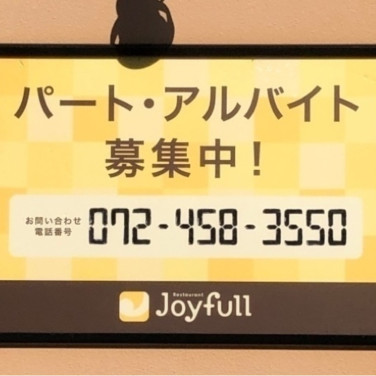 パート・アルバイト
募集中！
お問い合わせ
電話番号
072-458-3550
Restaurant
Joyfull